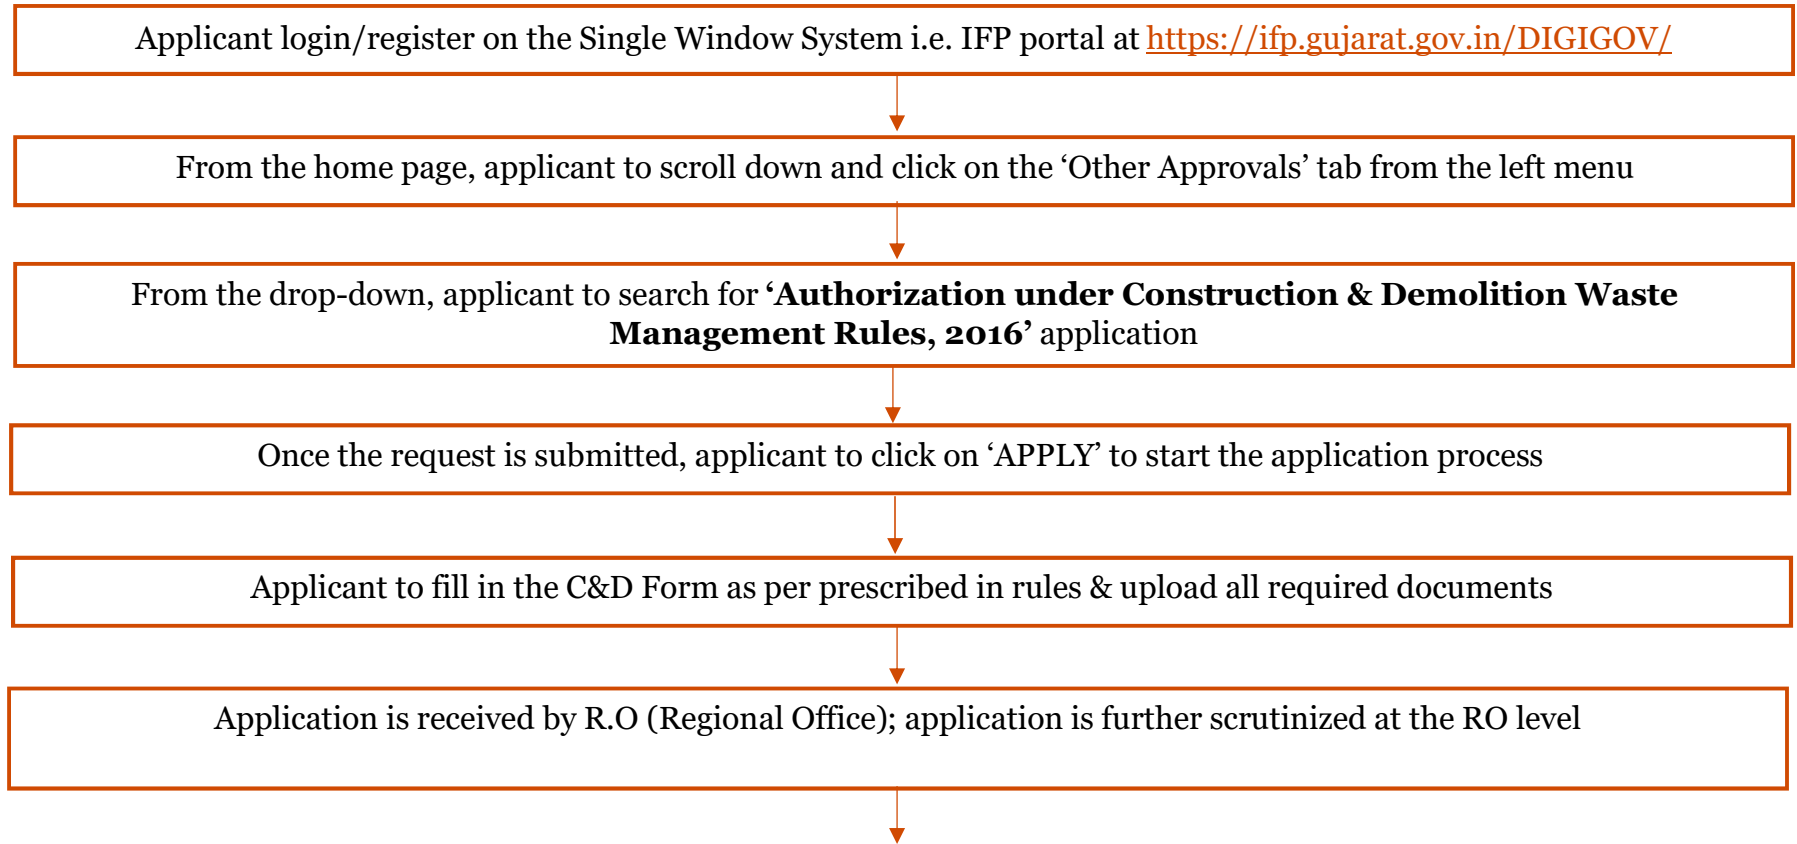 Applicant login/register on the Single Window System i.e. IFP portal at https://ifp.gujarat.gov.in/DIGIGOV/
From the home page, applicant to scroll down and click on the ‘Other Approvals’ tab from the left menu
From the drop-down, applicant to search for ‘Authorization under Construction & Demolition Waste
Management Rules, 2016’ application
Once the request is submitted, applicant to click on ‘APPLY’ to start the application process
Applicant to fill in the C&D Form as per prescribed in rules & upload all required documents
Application is received by R.O (Regional Office); application is further scrutinized at the RO level